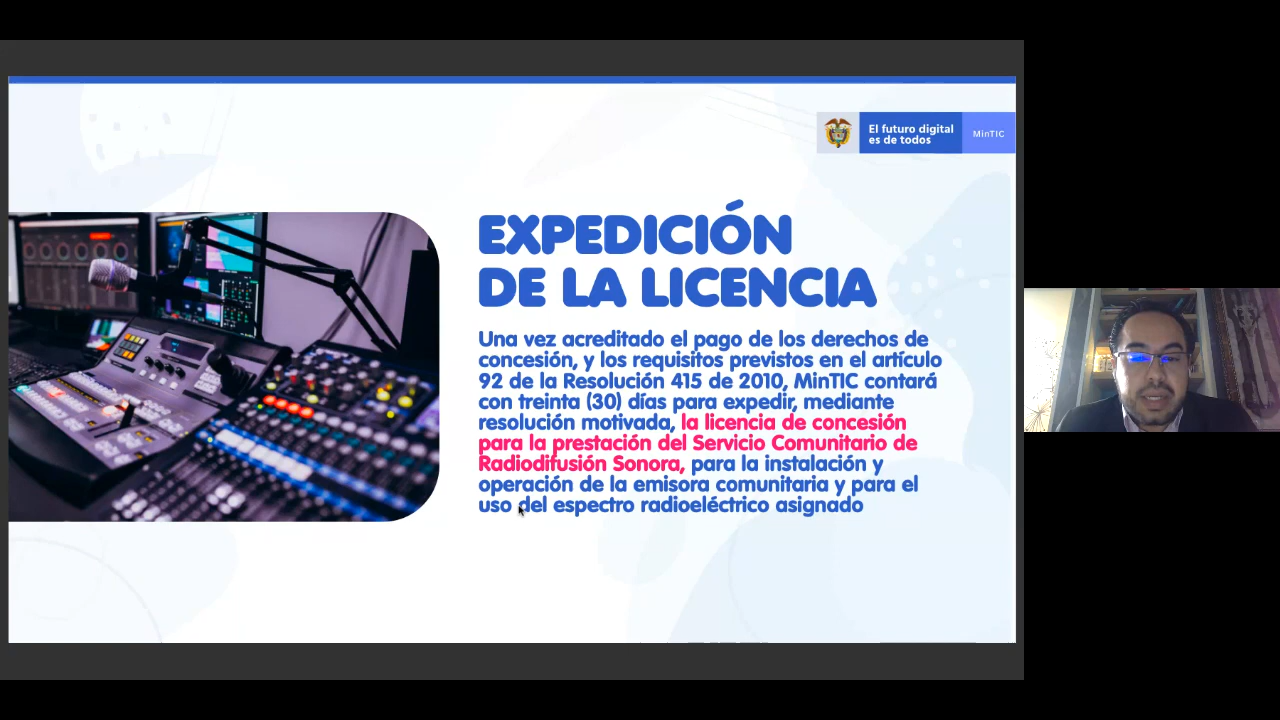 El futuro digital
es de todos
MinTIC
EXPEDICIÓN
DE LA LICENCIA
Una vez acreditado el pago de los derechos de
concesión, y los requisitos previstos en el artículo
92 de la Resolución 415 de 2010, MinTIC contará
con treinta (30) días para expedir, mediante
resolución motivada, la licencia de concesión
para la prestación del Servicio Comunitario de
Radiodifusión Sonora, para la instalación y
operación de la emisora comunitaria y para el
uso del espectro radioeléctrico asignado